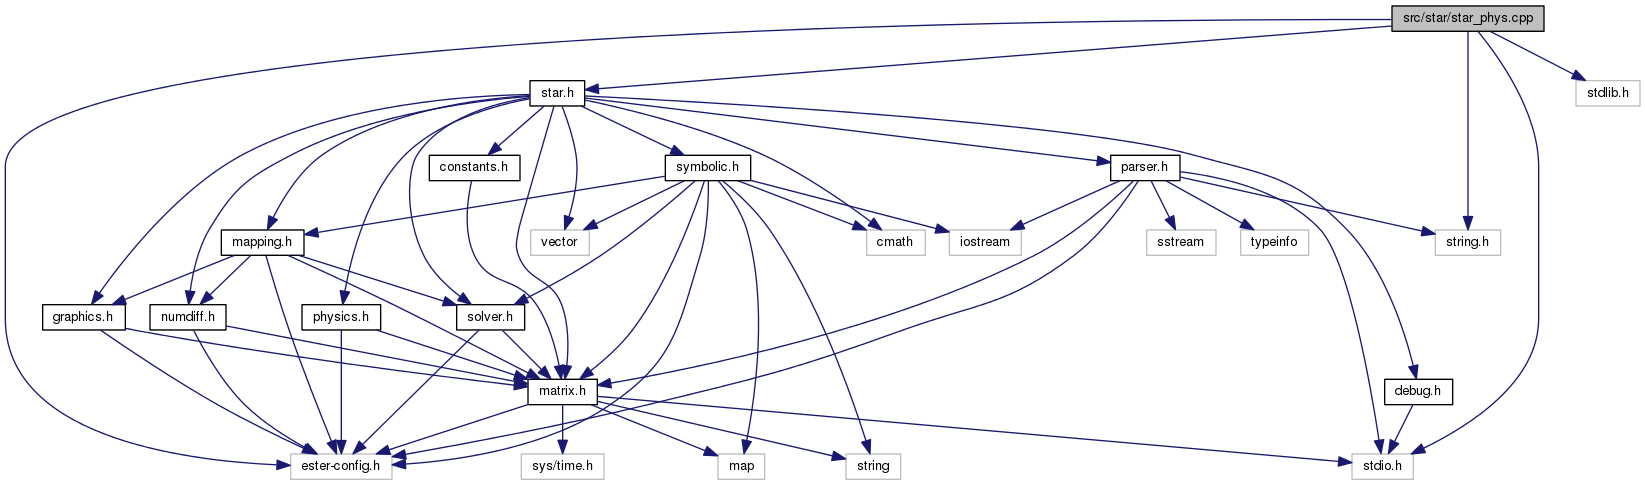 src/star/star_phys.cpp
star.h
stdlib.h
constants.h
symbolic.h
parser.h
mapping.h
vector
cmath
iostream
sstream
typeinfo
string.h
graphics.h
numdiff.h
physics.h
solver.h
matrix.h
debug.h
ester-config.h
sys/time.h
map
string
stdio.h